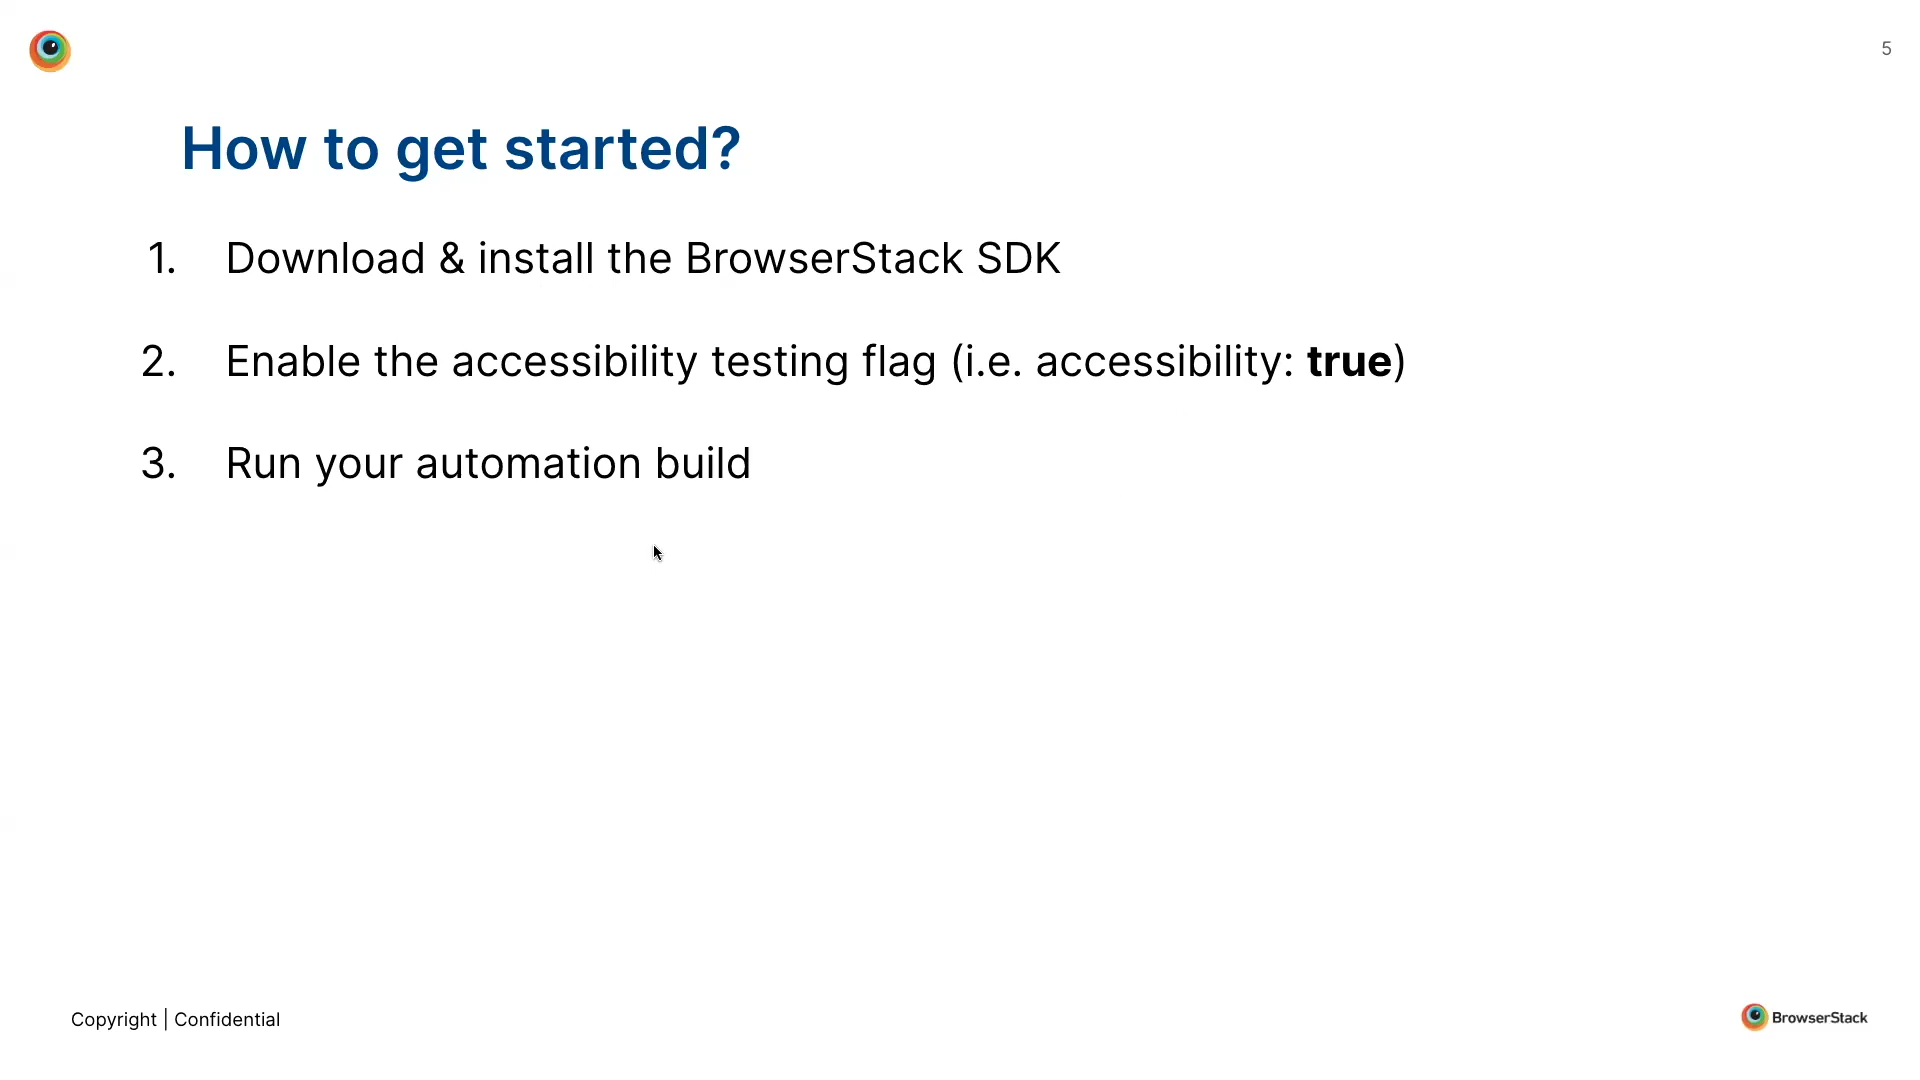 5
How to get started?
1. Download & install the BrowserStack SDK
2. Enable the accessibility testing flag (i.e. accessibility: true)
3. Run your automation build
Copyright | Confidential
BrowserStack